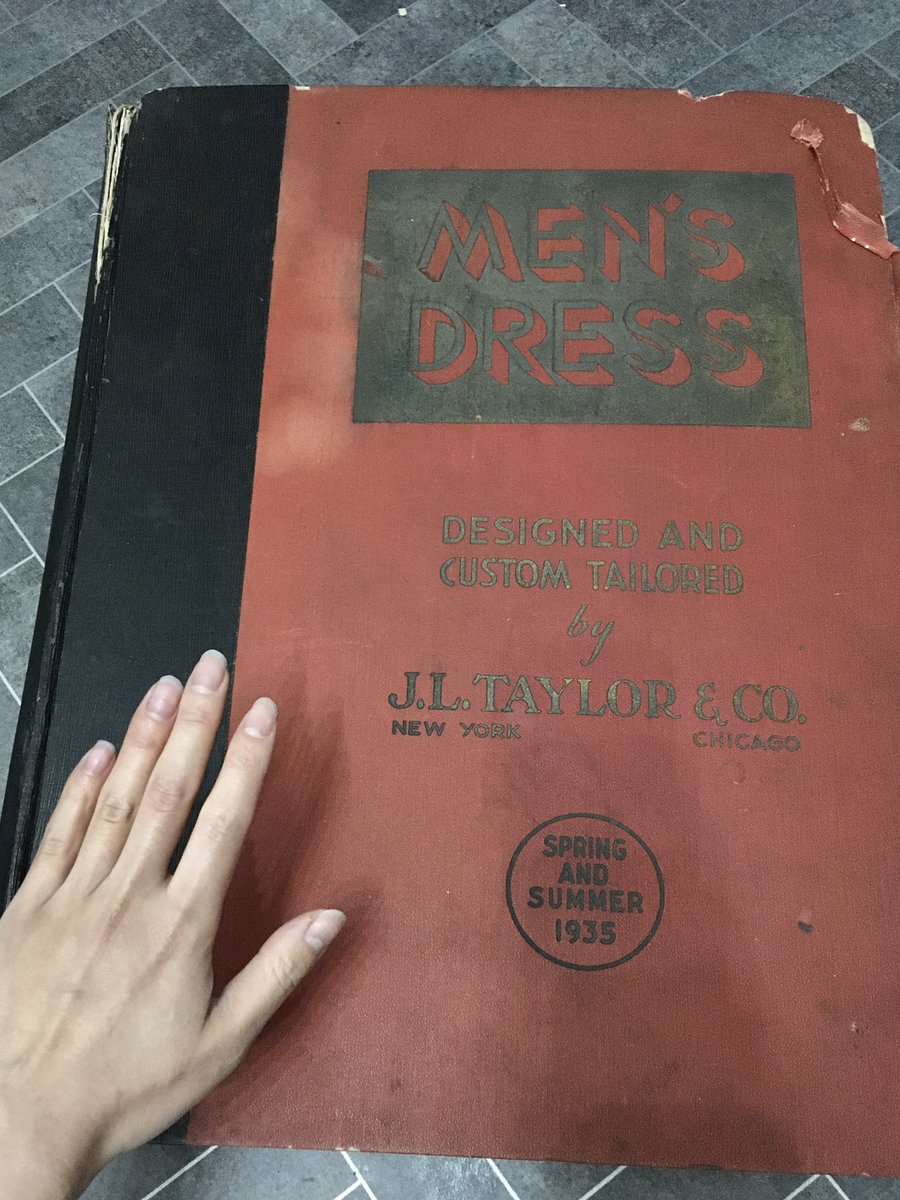 MEN'S
DRESS
DESIGNED AND
CUSTOM TAILORED
by
J.L. TAYLOR & CO.
NEW YORK CHICAGO
SPRING
AND
SUMMER
1935